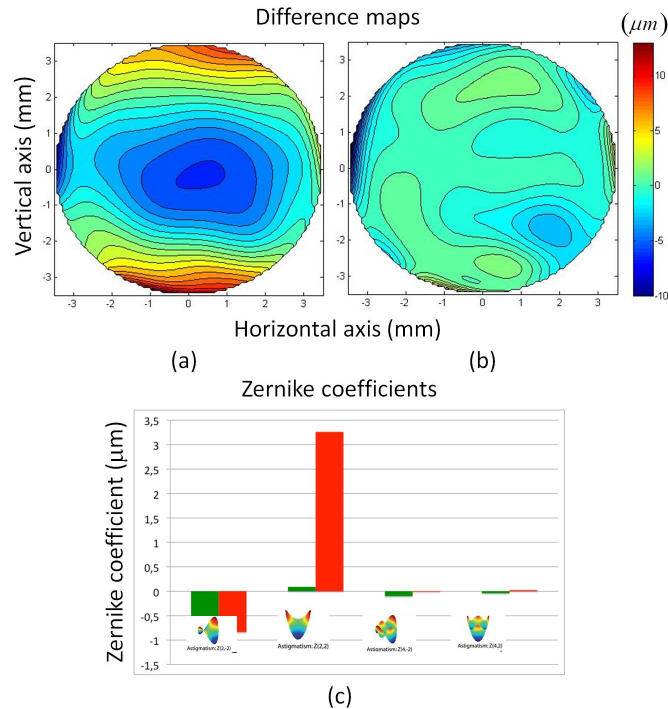 Difference maps
(μm)
3
2
1
0
-1
-2
-3
-3 -2 -1 0 1 2 3
3
2
1
0
-1
-2
-3
-3 -2 -1 0 1 2 3
10
5
0
-5
-10
Vertical axis (mm)
Horizontal axis (mm)
(a) (b)
Zernike coefficients
Zernike coefficient (μm)
3,5
3
2,5
2
1,5
1
0,5
0
-0,5
-1
-1,5
Astigmatism: Z(2,-2)
Astigmatism: Z(2,2)
Astigmatism: Z(4,-2)
Astigmatism: Z(4,2)
(c)